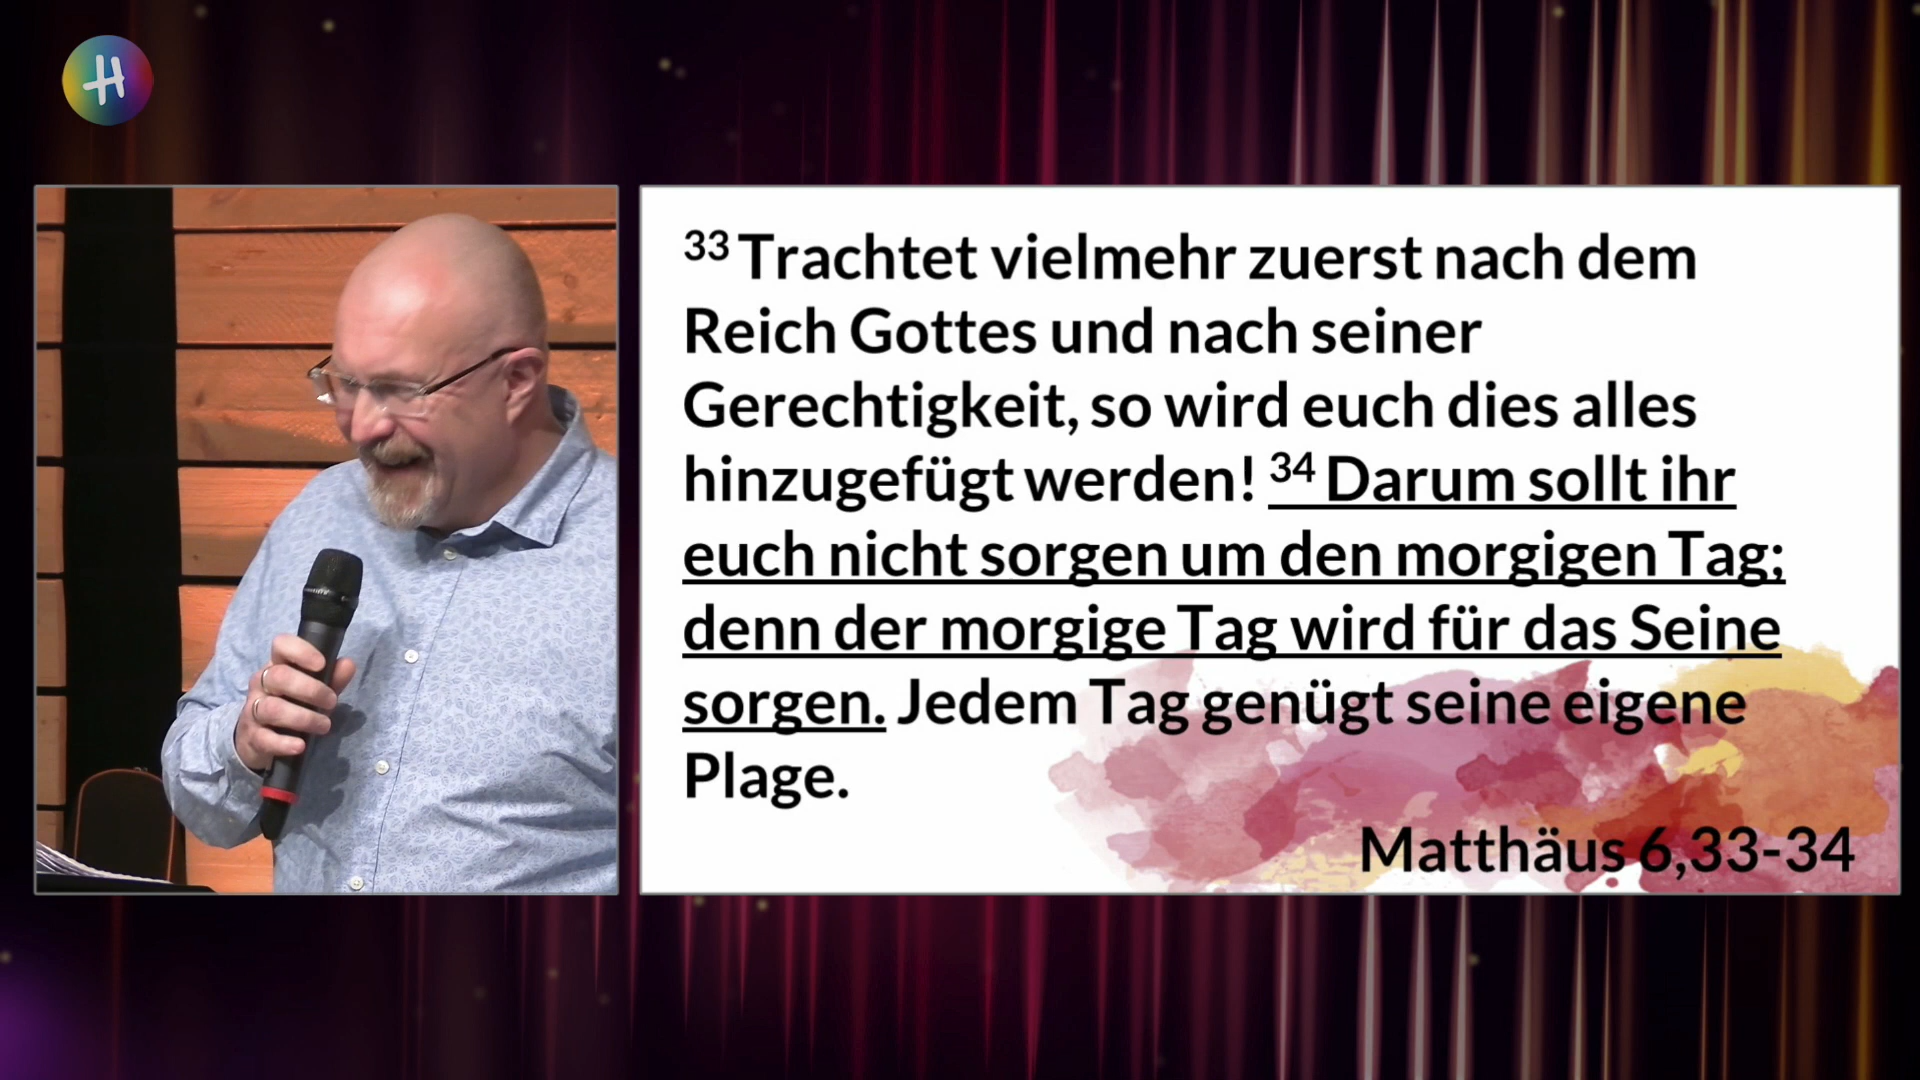 H
33 Trachtet vielmehr zuerst nach dem
Reich Gottes und nach seiner
Gerechtigkeit, so wird euch dies alles
hinzugefügt werden! 34 Darum sollt ihr
euch nicht sorgen um den morgigen Tag;
denn der morgige Tag wird für das Seine
sorgen. Jedem Tag genügt seine eigene
Plage.
Matthäus 6,33-34